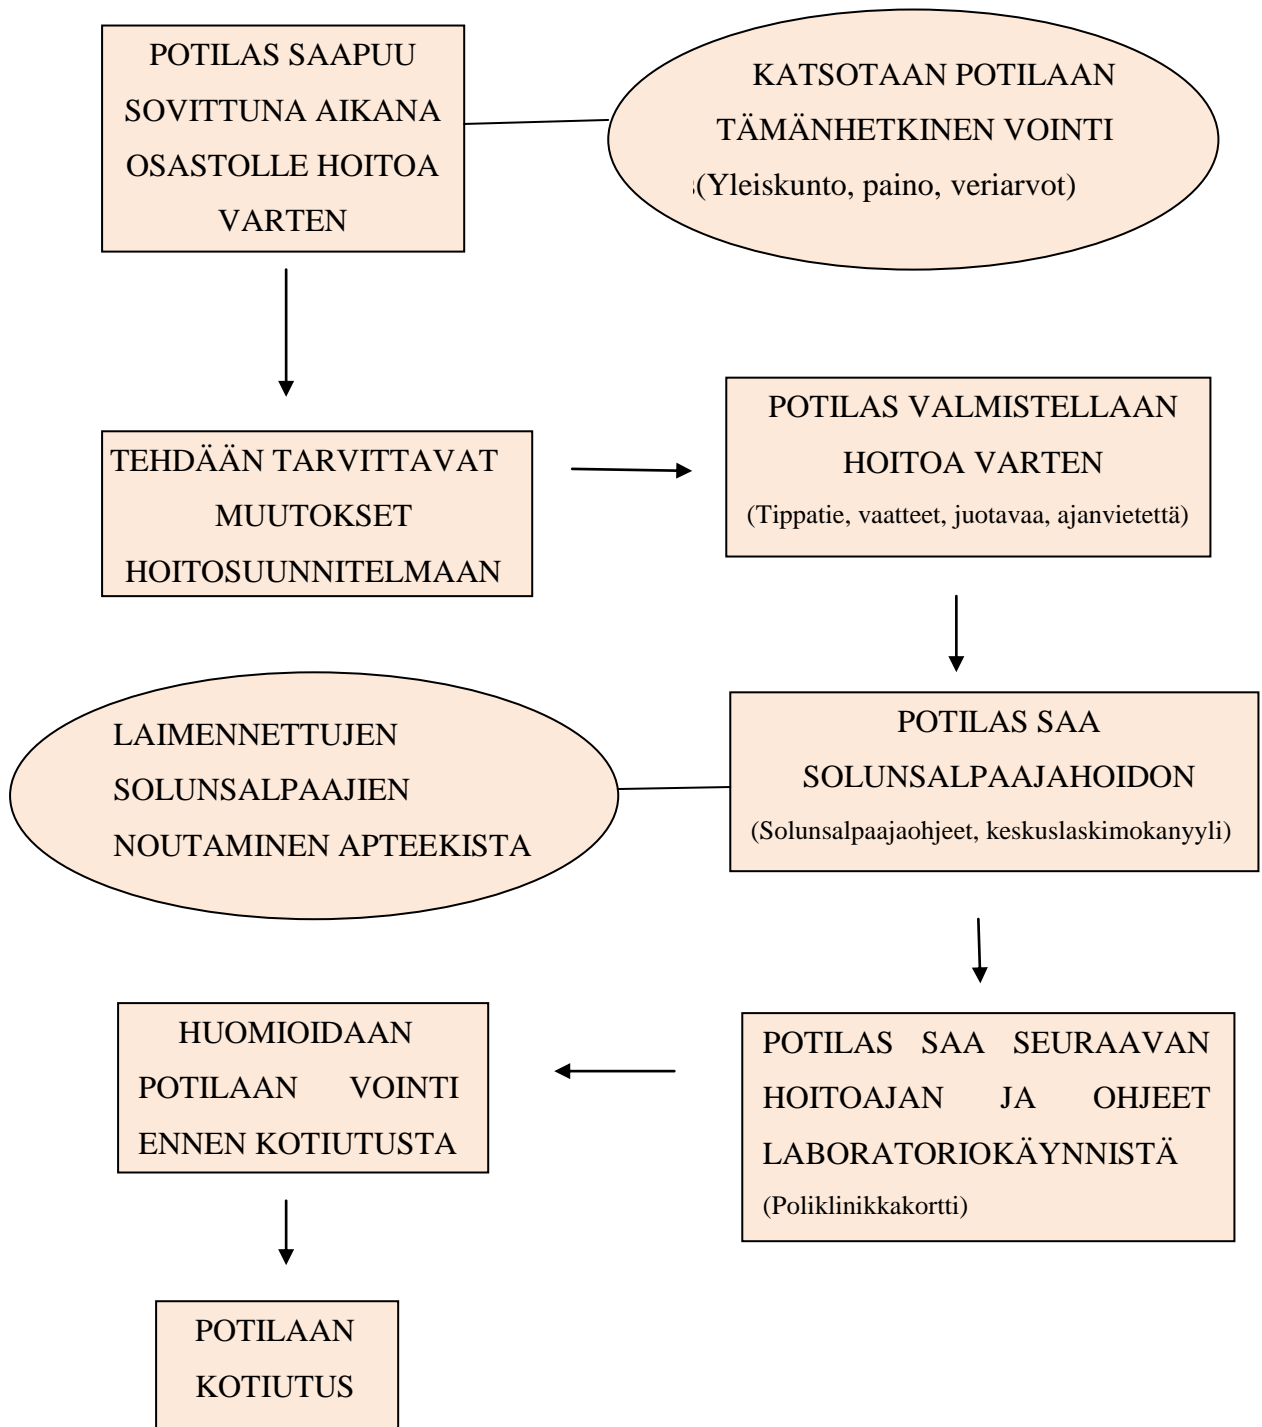 POTILAS SAAPUU
SOVITTUNA AIKANA
OSASTOLLE HOITOA
VARTEN
KATSOTAAN POTILAAN
TÄMÄNHETKINEN VOINTI
(Yleiskunto, paino, veriarvot)
TEHDÄÄN TARVITTAVAT
MUUTOKSET
HOITOSUUNNITELMAAN
POTILAS VALMISTELLAAN
HOITOA VARTEN
(Tippatie, vaatteet, juotavaa, ajanvietettä)
LAIMENNETTUJEN
SOLUNSALPAAJIEN
NOUTAMINEN APTEEKISTA
POTILAS SAA
SOLUNSALPAAJAHOIDON
(Solunsalpaajaohjeet, keskuslaskimokanyyli)
HUOMIOIDAAN
POTILAAN VOINTI
ENNEN KOTIUTUSTA
POTILAS SAA SEURAAVAN
HOITOAJAN JA OHJEET
LABORATORIOKÄYNNISTÄ
(Poliklinikkakortti)
POTILAAN
KOTIUTUS